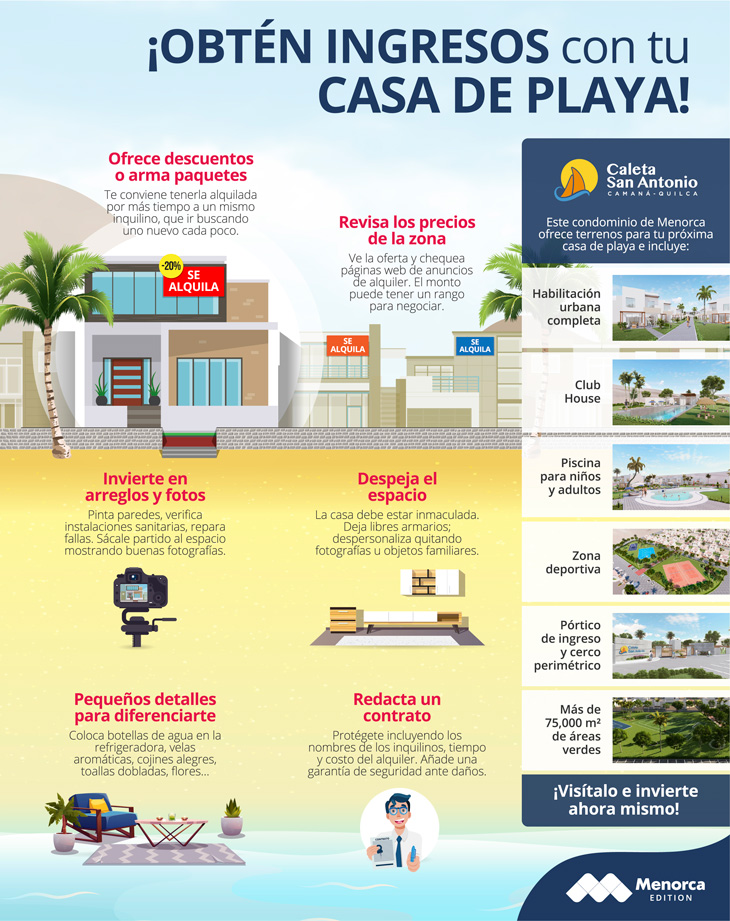 ¡OBTÉN INGRESOS con tu
CASA DE PLAYA!
Ofrece descuentos
o arma paquetes
Te conviene tenerla alquilada
por más tiempo a un mismo
inquilino, que ir buscando
uno nuevo cada poco.
-20%
SE
ALQUILA
Revisa los precios
de la zona
Ve la oferta y chequea
páginas web de anuncios
de alquiler. El monto
puede tener un rango
para negociar.
SE
ALQUILA
SE
ALQUILA
Invierte en
arreglos y fotos
Pinta paredes, verifica
instalaciones sanitarias, repara
fallas. Sácale partido al espacio
mostrando buenas fotografías.
Despeja el
espacio
La casa debe estar inmaculada.
Deja libres armarios;
despersonaliza quitando
fotografías u objetos familiares.
Pequeños detalles
para diferenciarte
Coloca botellas de agua en la
refrigeradora, velas
aromáticas, cojines alegres,
toallas dobladas, flores...
Redacta un
contrato
Protégete incluyendo los
nombres de los inquilinos, tiempo
y costo del alquiler. Añade una
garantía de seguridad ante daños.
Caleta
San Antonio
CAMANÁ-QUILCA
Este condominio de Menorca
ofrece terrenos para tu próxima
casa de playa e incluye:
Habilitación
urbana
completa
Club
House
Piscina
para niños
y adultos
Zona
deportiva
Pórtico
de ingreso
y cerco
perimétrico
Más de
75,000 m²
de áreas
verdes
¡Visítalo e invierte
ahora mismo!
Menorca
EDITION